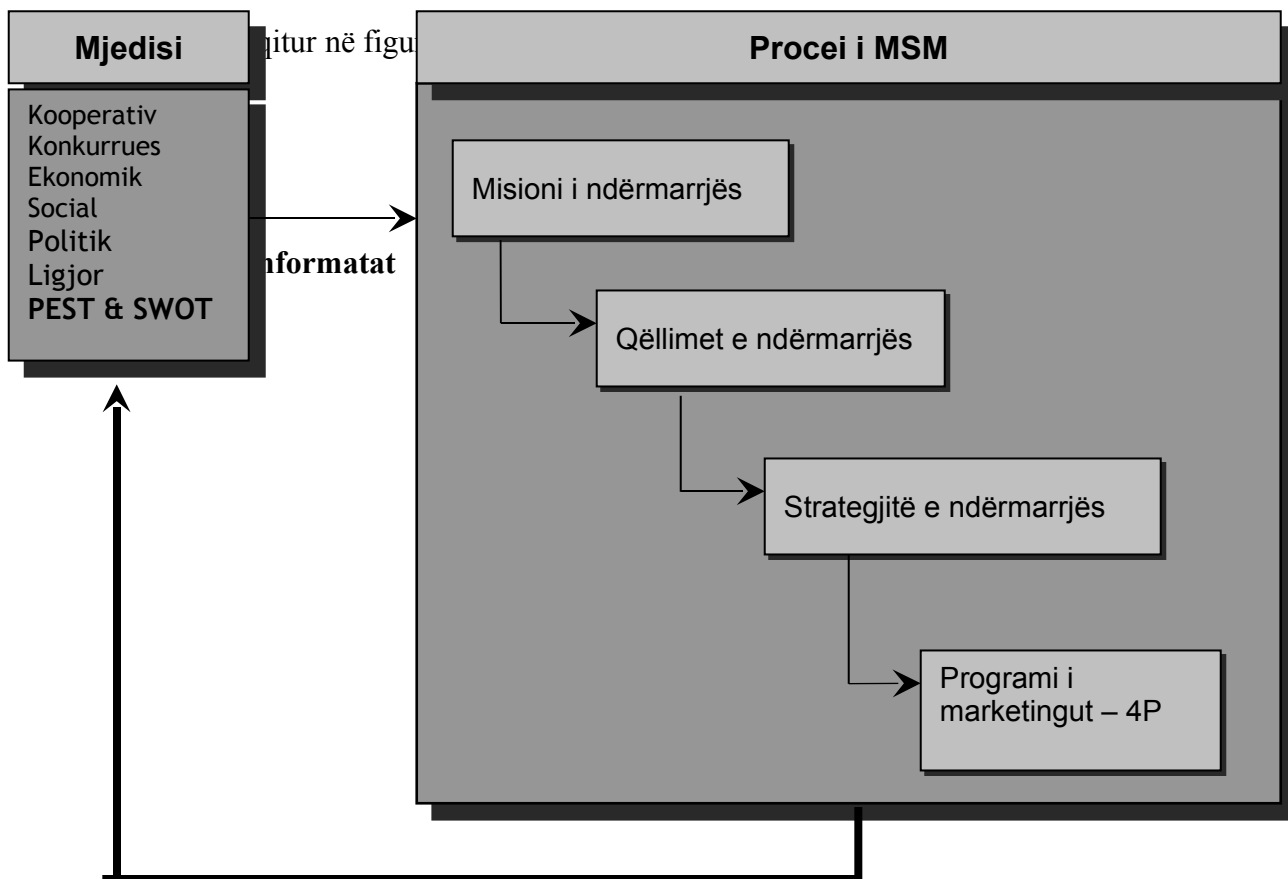 Mjedisi
qitur në figu
Procei i MSM
Kooperativ
Konkurrues
Ekonomik
Social
Politik
Ligjor
PEST & SWOT
nformatat
Misioni i ndërmarrjës
Qëllimet e ndërmarrjës
Strategjitë e ndërmarrjës
Programi i
marketingut – 4P